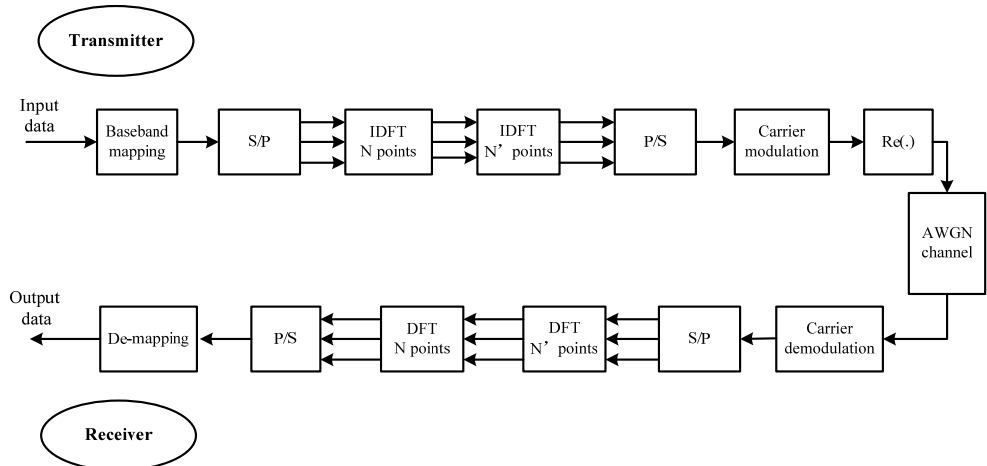 Transmitter
Input
data
Baseband
mapping
S/P
IDFT
N points
IDFT
N’ points
P/S
Carrier
modulation
Re(.)
AWGN
channel
Output
data
De-mapping
P/S
DFT
N points
DFT
N’ points
S/P
Carrier
demodulation
Receiver